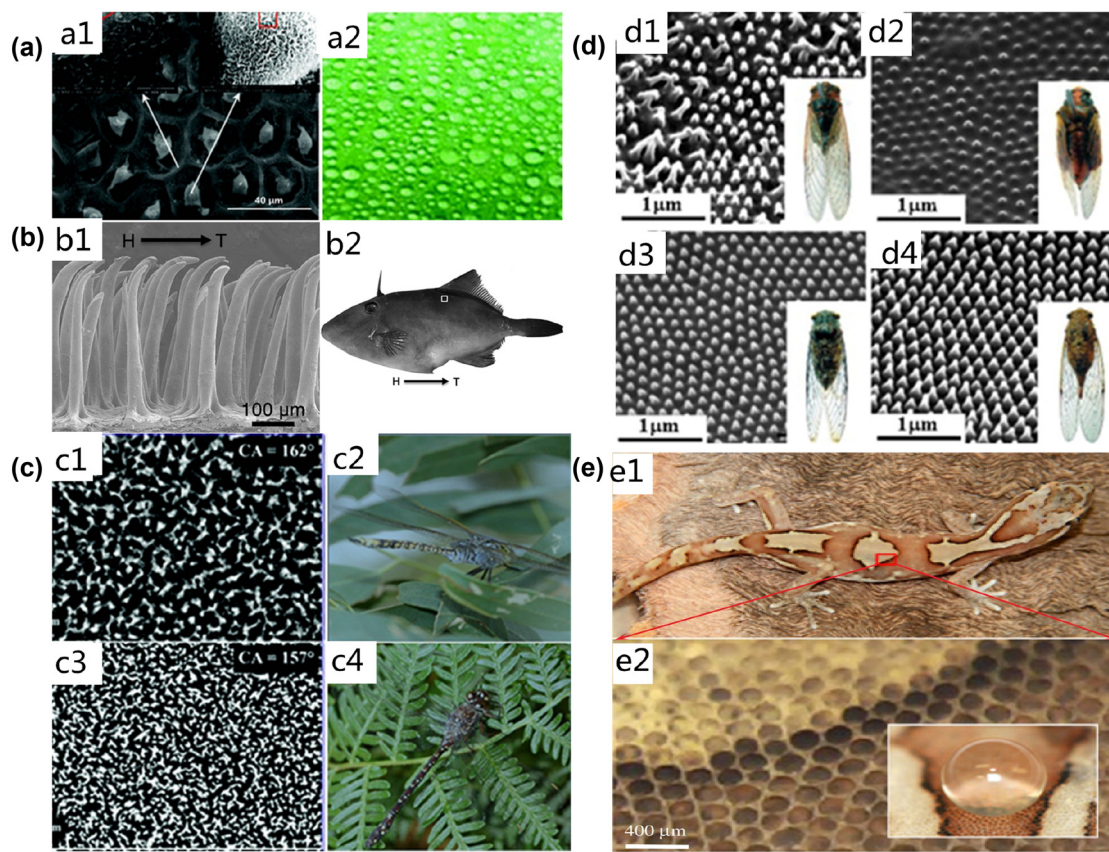 (a)
a1
40 μm
a2
(b)
b1
H T
100 μm
b2
H T
(c)
c1
CA = 162°
c2
c3
CA = 157°
c4
(d)
d1
1μm
d2
1μm
d3
1μm
d4
1μm
(e)
e1
e2
400 μm